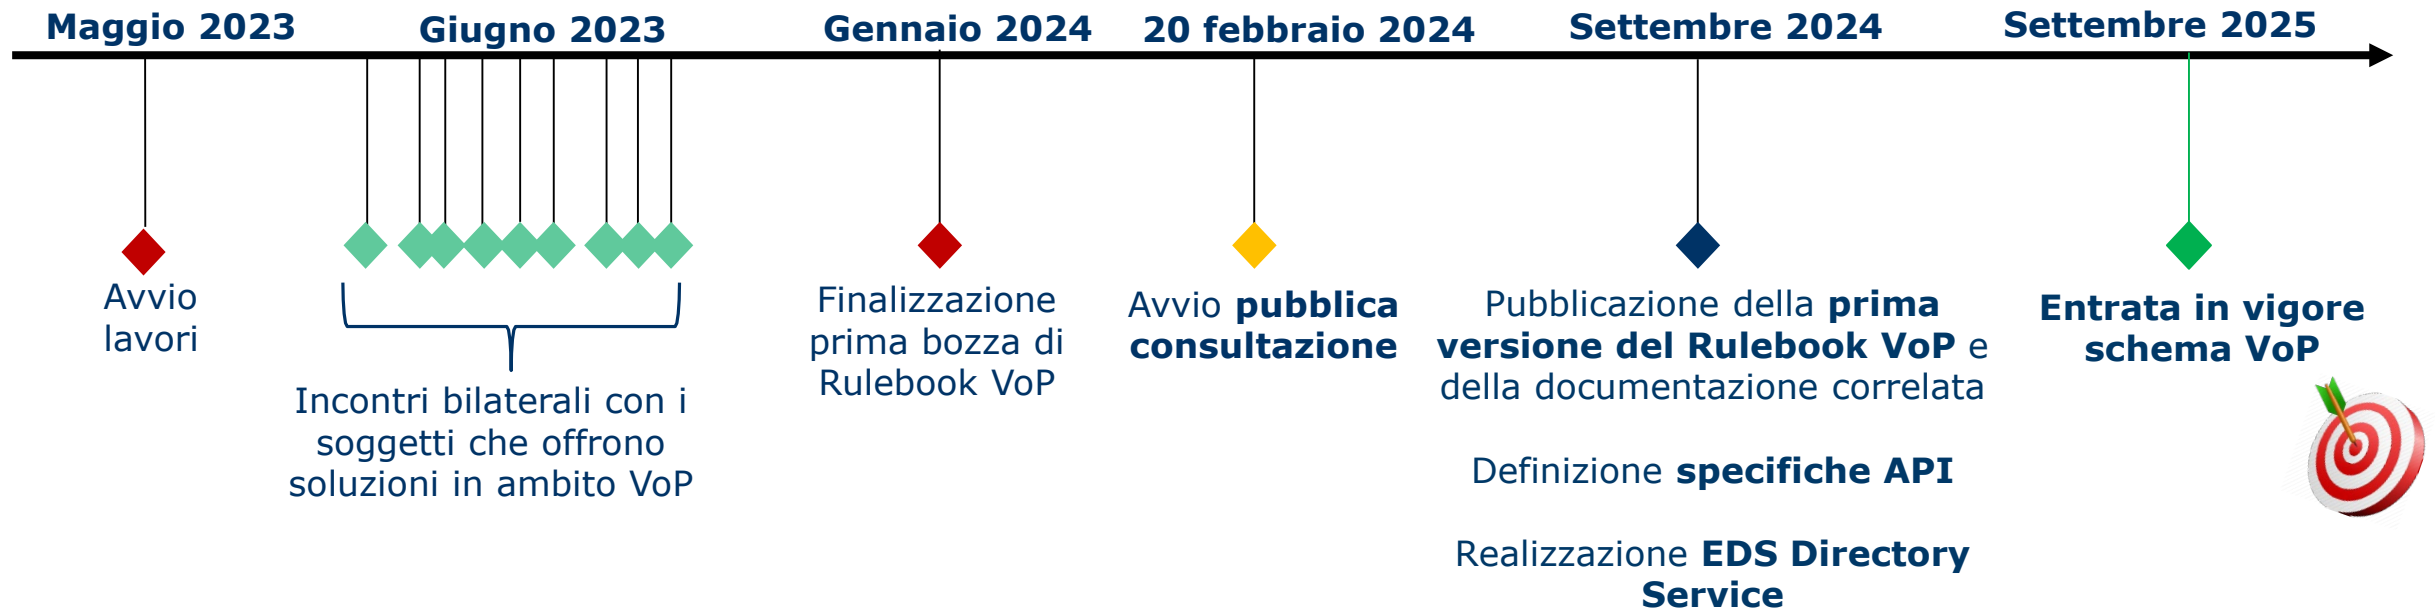 Maggio 2023
Giugno 2023
Gennaio 2024
20 febbraio 2024
Settembre 2024
Settembre 2025
Avvio
lavori
Incontri bilaterali con i
soggetti che offrono
soluzioni in ambito VoP
Finalizzazione
prima bozza di
Rulebook VoP
Avvio pubblica
consultazione
Pubblicazione della prima
versione del Rulebook VoP e
della documentazione correlata
Definizione specifiche API
Realizzazione EDS Directory
Service
Entrata in vigore
schema VoP